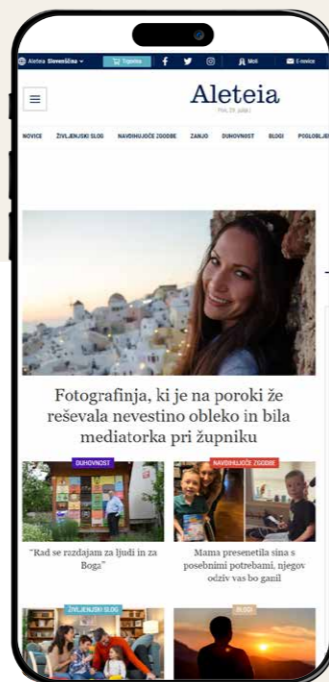 Aleteia Slovenščina
Trgovina
Moli
E-novice
Aleteia
NOVICE ŽIVLJENJSKI SLOG NAVDIHUJOČE ZGODBE ZANJO DUHOVNOST BLOGI POGLOBLJE
Fotografinja, ki je na poroki že
reševala nevestino obleko in bila
mediatorka pri župniku
DUHOVNOST
"Rad se razdajam za ljudi in za
Boga"
NAVDIHUJOČE ZGODBE
Mama presenetila sina s
posebnimi potrebami, njegov
odziv vas bo ganil
ŽIVLJENJSKI SLOG
BLOGI